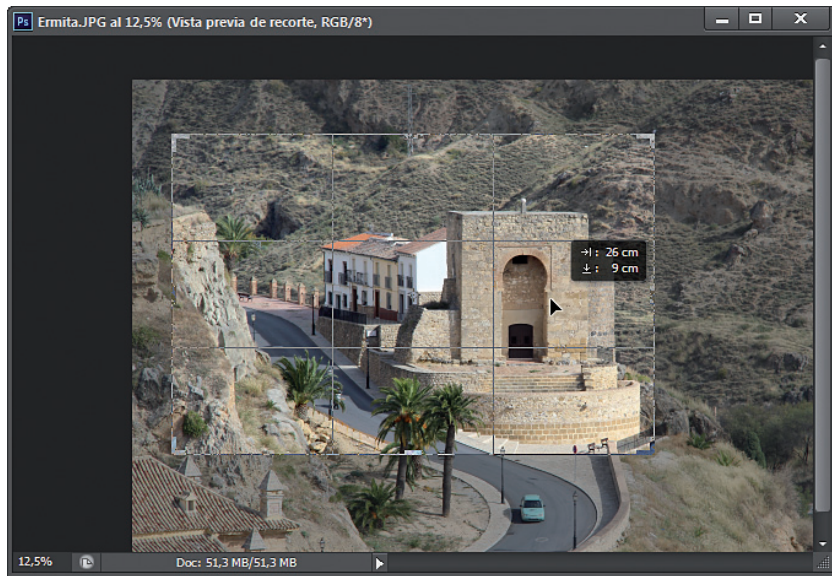 Ps Ermita.JPG al 12,5% (Vista previa de recorte, RGB/8*)
→|: 26 cm
↓: 9 cm
12,5% Doc: 51,3 MB/51,3 MB